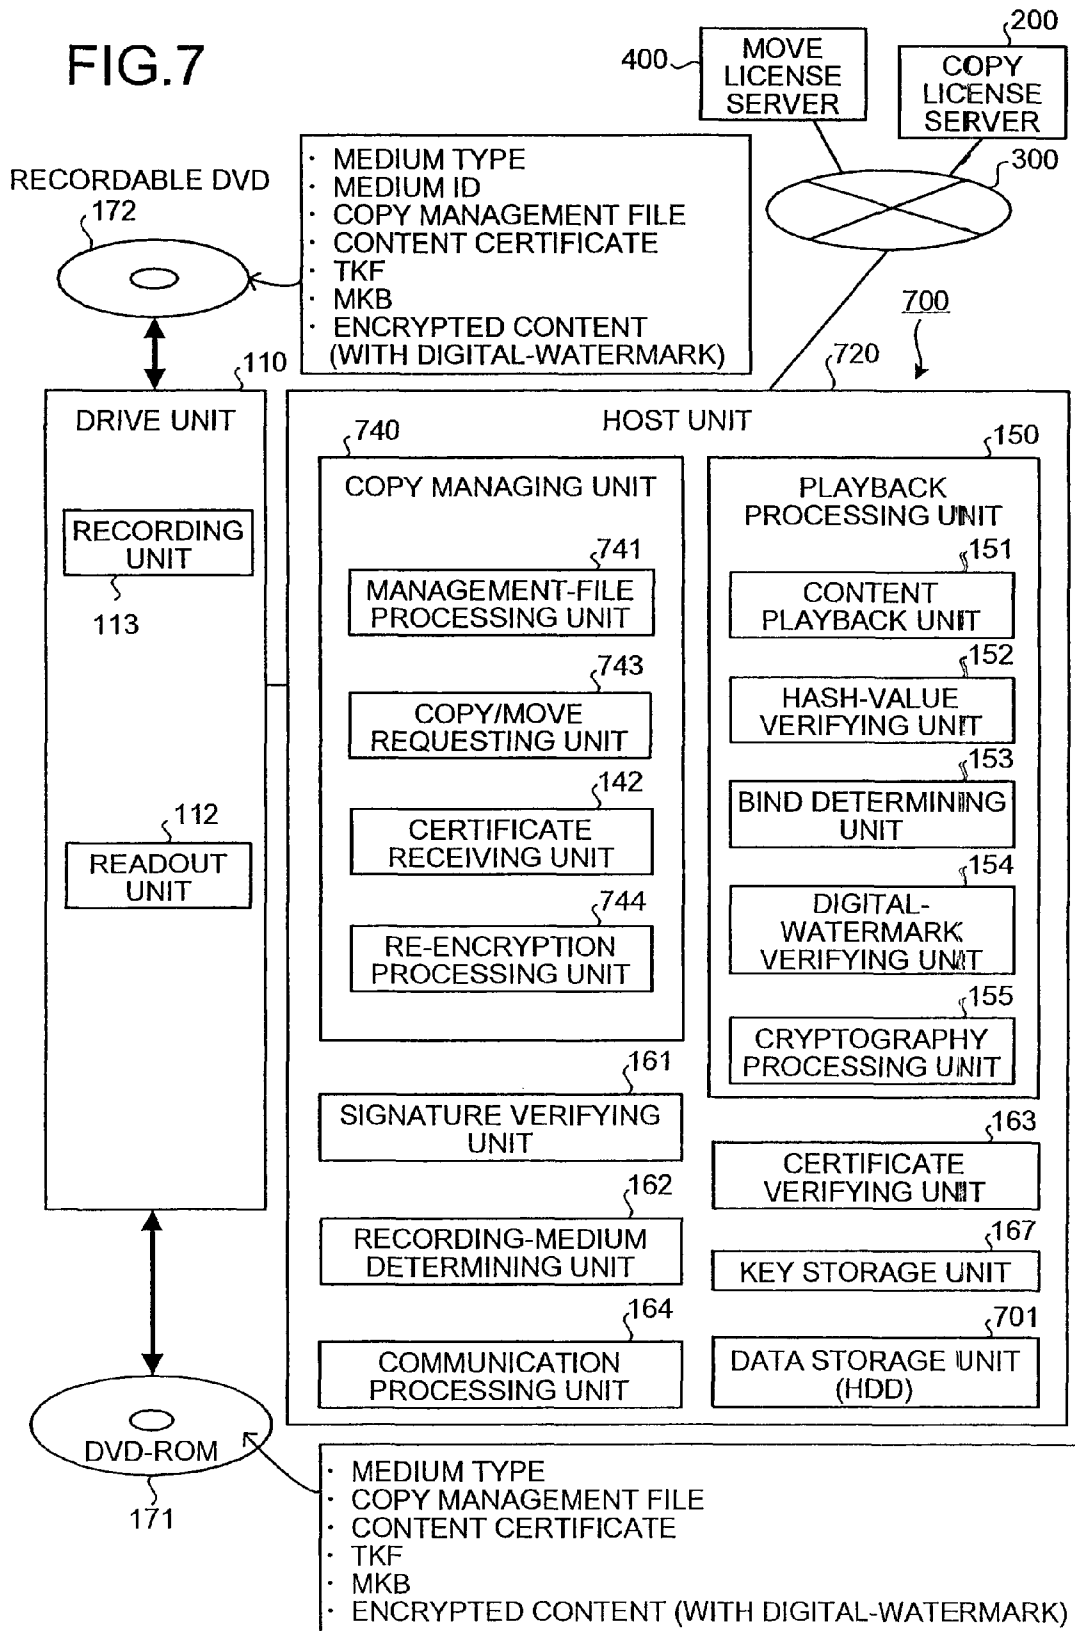 FIG.7
400
MOVE
LICENSE
SERVER
200
COPY
LICENSE
SERVER
300
RECORDABLE DVD
172
· MEDIUM TYPE
· MEDIUM ID
· COPY MANAGEMENT FILE
· CONTENT CERTIFICATE
· TKF
· MKB
· ENCRYPTED CONTENT
(WITH DIGITAL-WATERMARK)
700
720
110
DRIVE UNIT
RECORDING
UNIT
113
112
READOUT
UNIT
HOST UNIT
740
COPY MANAGING UNIT
741
MANAGEMENT-FILE
PROCESSING UNIT
743
COPY/MOVE
REQUESTING UNIT
142
CERTIFICATE
RECEIVING UNIT
744
RE-ENCRYPTION
PROCESSING UNIT
150
PLAYBACK
PROCESSING UNIT
151
CONTENT
PLAYBACK UNIT
152
HASH-VALUE
VERIFYING UNIT
153
BIND DETERMINING
UNIT
154
DIGITAL-
WATERMARK
VERIFYING UNIT
155
CRYPTOGRAPHY
PROCESSING UNIT
161
SIGNATURE VERIFYING
UNIT
163
CERTIFICATE
VERIFYING UNIT
162
RECORDING-MEDIUM
DETERMINING UNIT
167
KEY STORAGE UNIT
164
COMMUNICATION
PROCESSING UNIT
701
DATA STORAGE UNIT
(HDD)
DVD-ROM
171
· MEDIUM TYPE
· COPY MANAGEMENT FILE
· CONTENT CERTIFICATE
· TKF
· MKB
· ENCRYPTED CONTENT (WITH DIGITAL-WATERMARK)